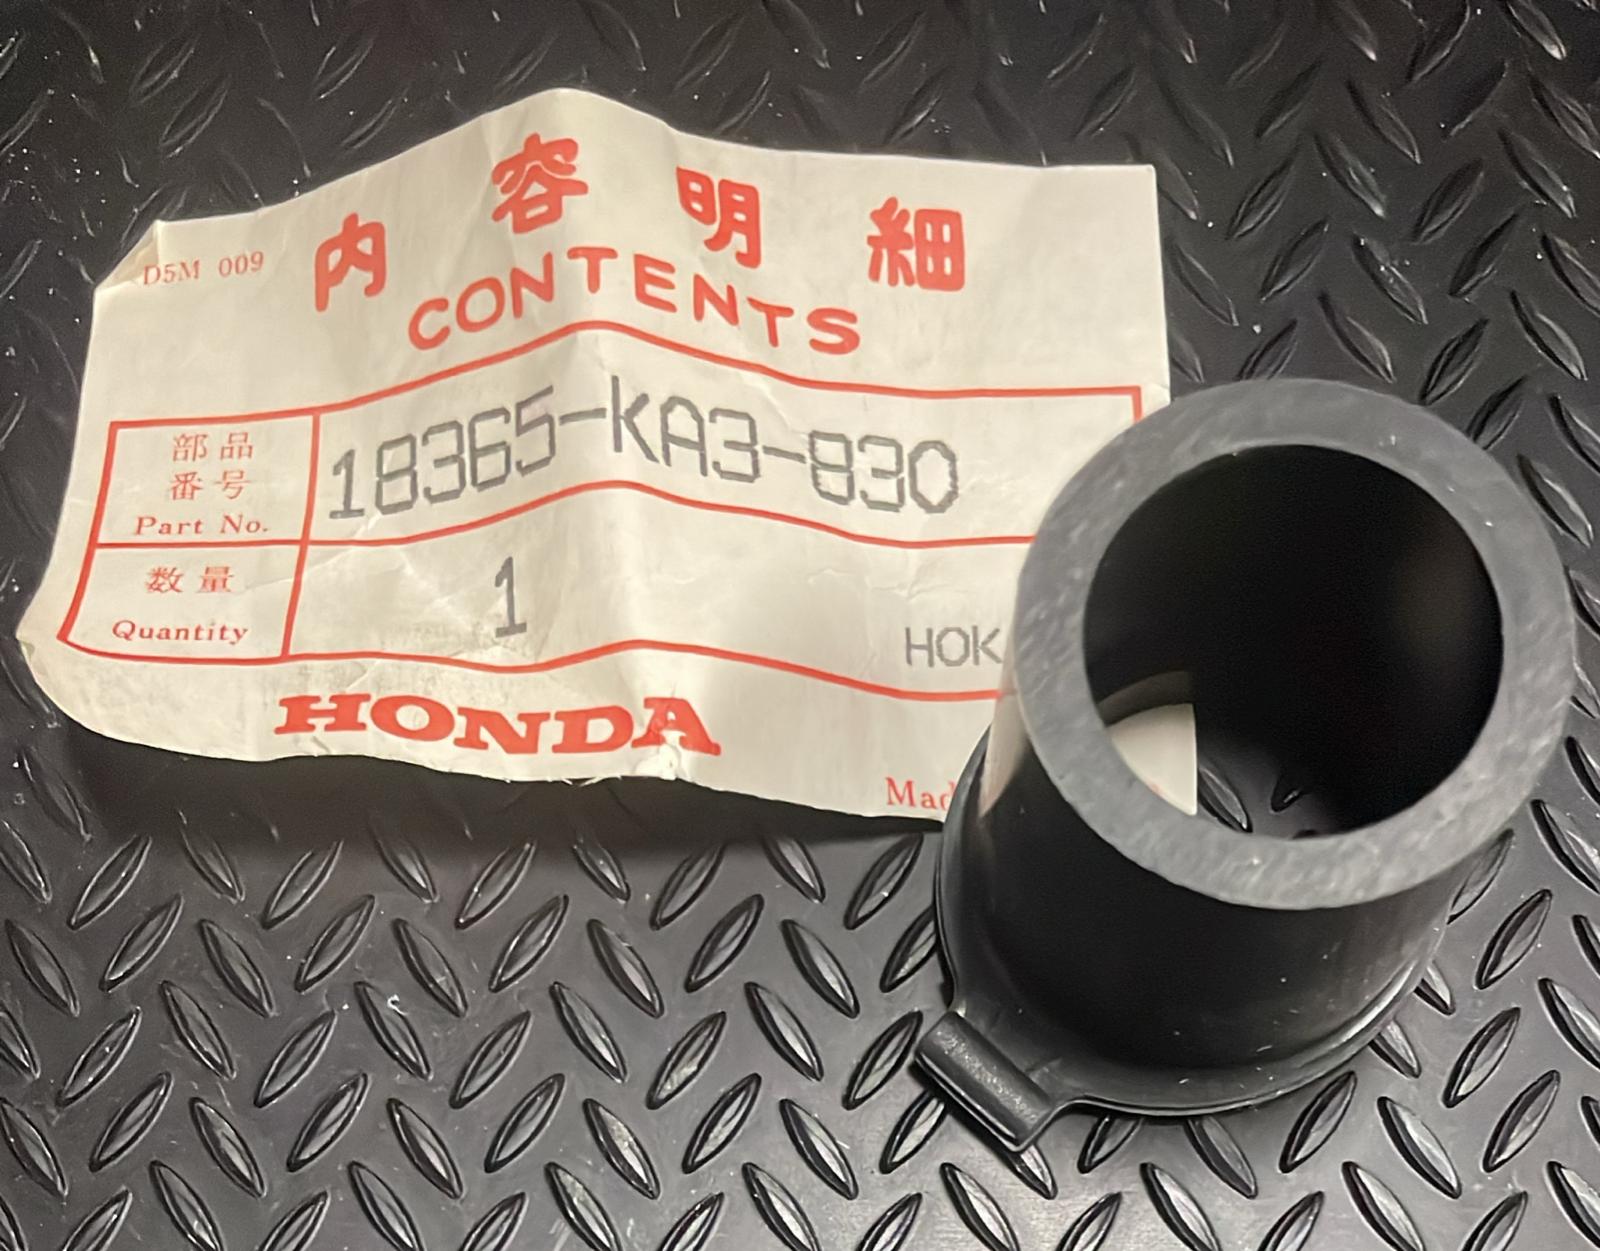 内容明細
D5M 009
CONTENTS
部品
番号
Part No.
18365-KA3-830
数量
Quantity
1
HOK
HONDA
Mad